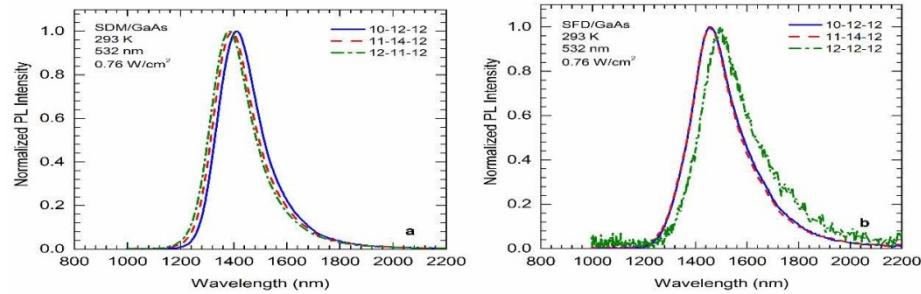 SDM/GaAs
293 K
532 nm
0.76 W/cm²
10-12-12
11-14-12
12-11-12
Normalized PL Intensity
1.0
0.8
0.6
0.4
0.2
0.0
a
800 1000 1200 1400 1600 1800 2000 2200
Wavelength (nm)
SFD/GaAs
293 K
532 nm
0.76 W/cm²
10-12-12
11-14-12
12-12-12
Normalized PL Intensity
1.0
0.8
0.6
0.4
0.2
0.0
b
800 1000 1200 1400 1600 1800 2000 2200
Wavelength (nm)